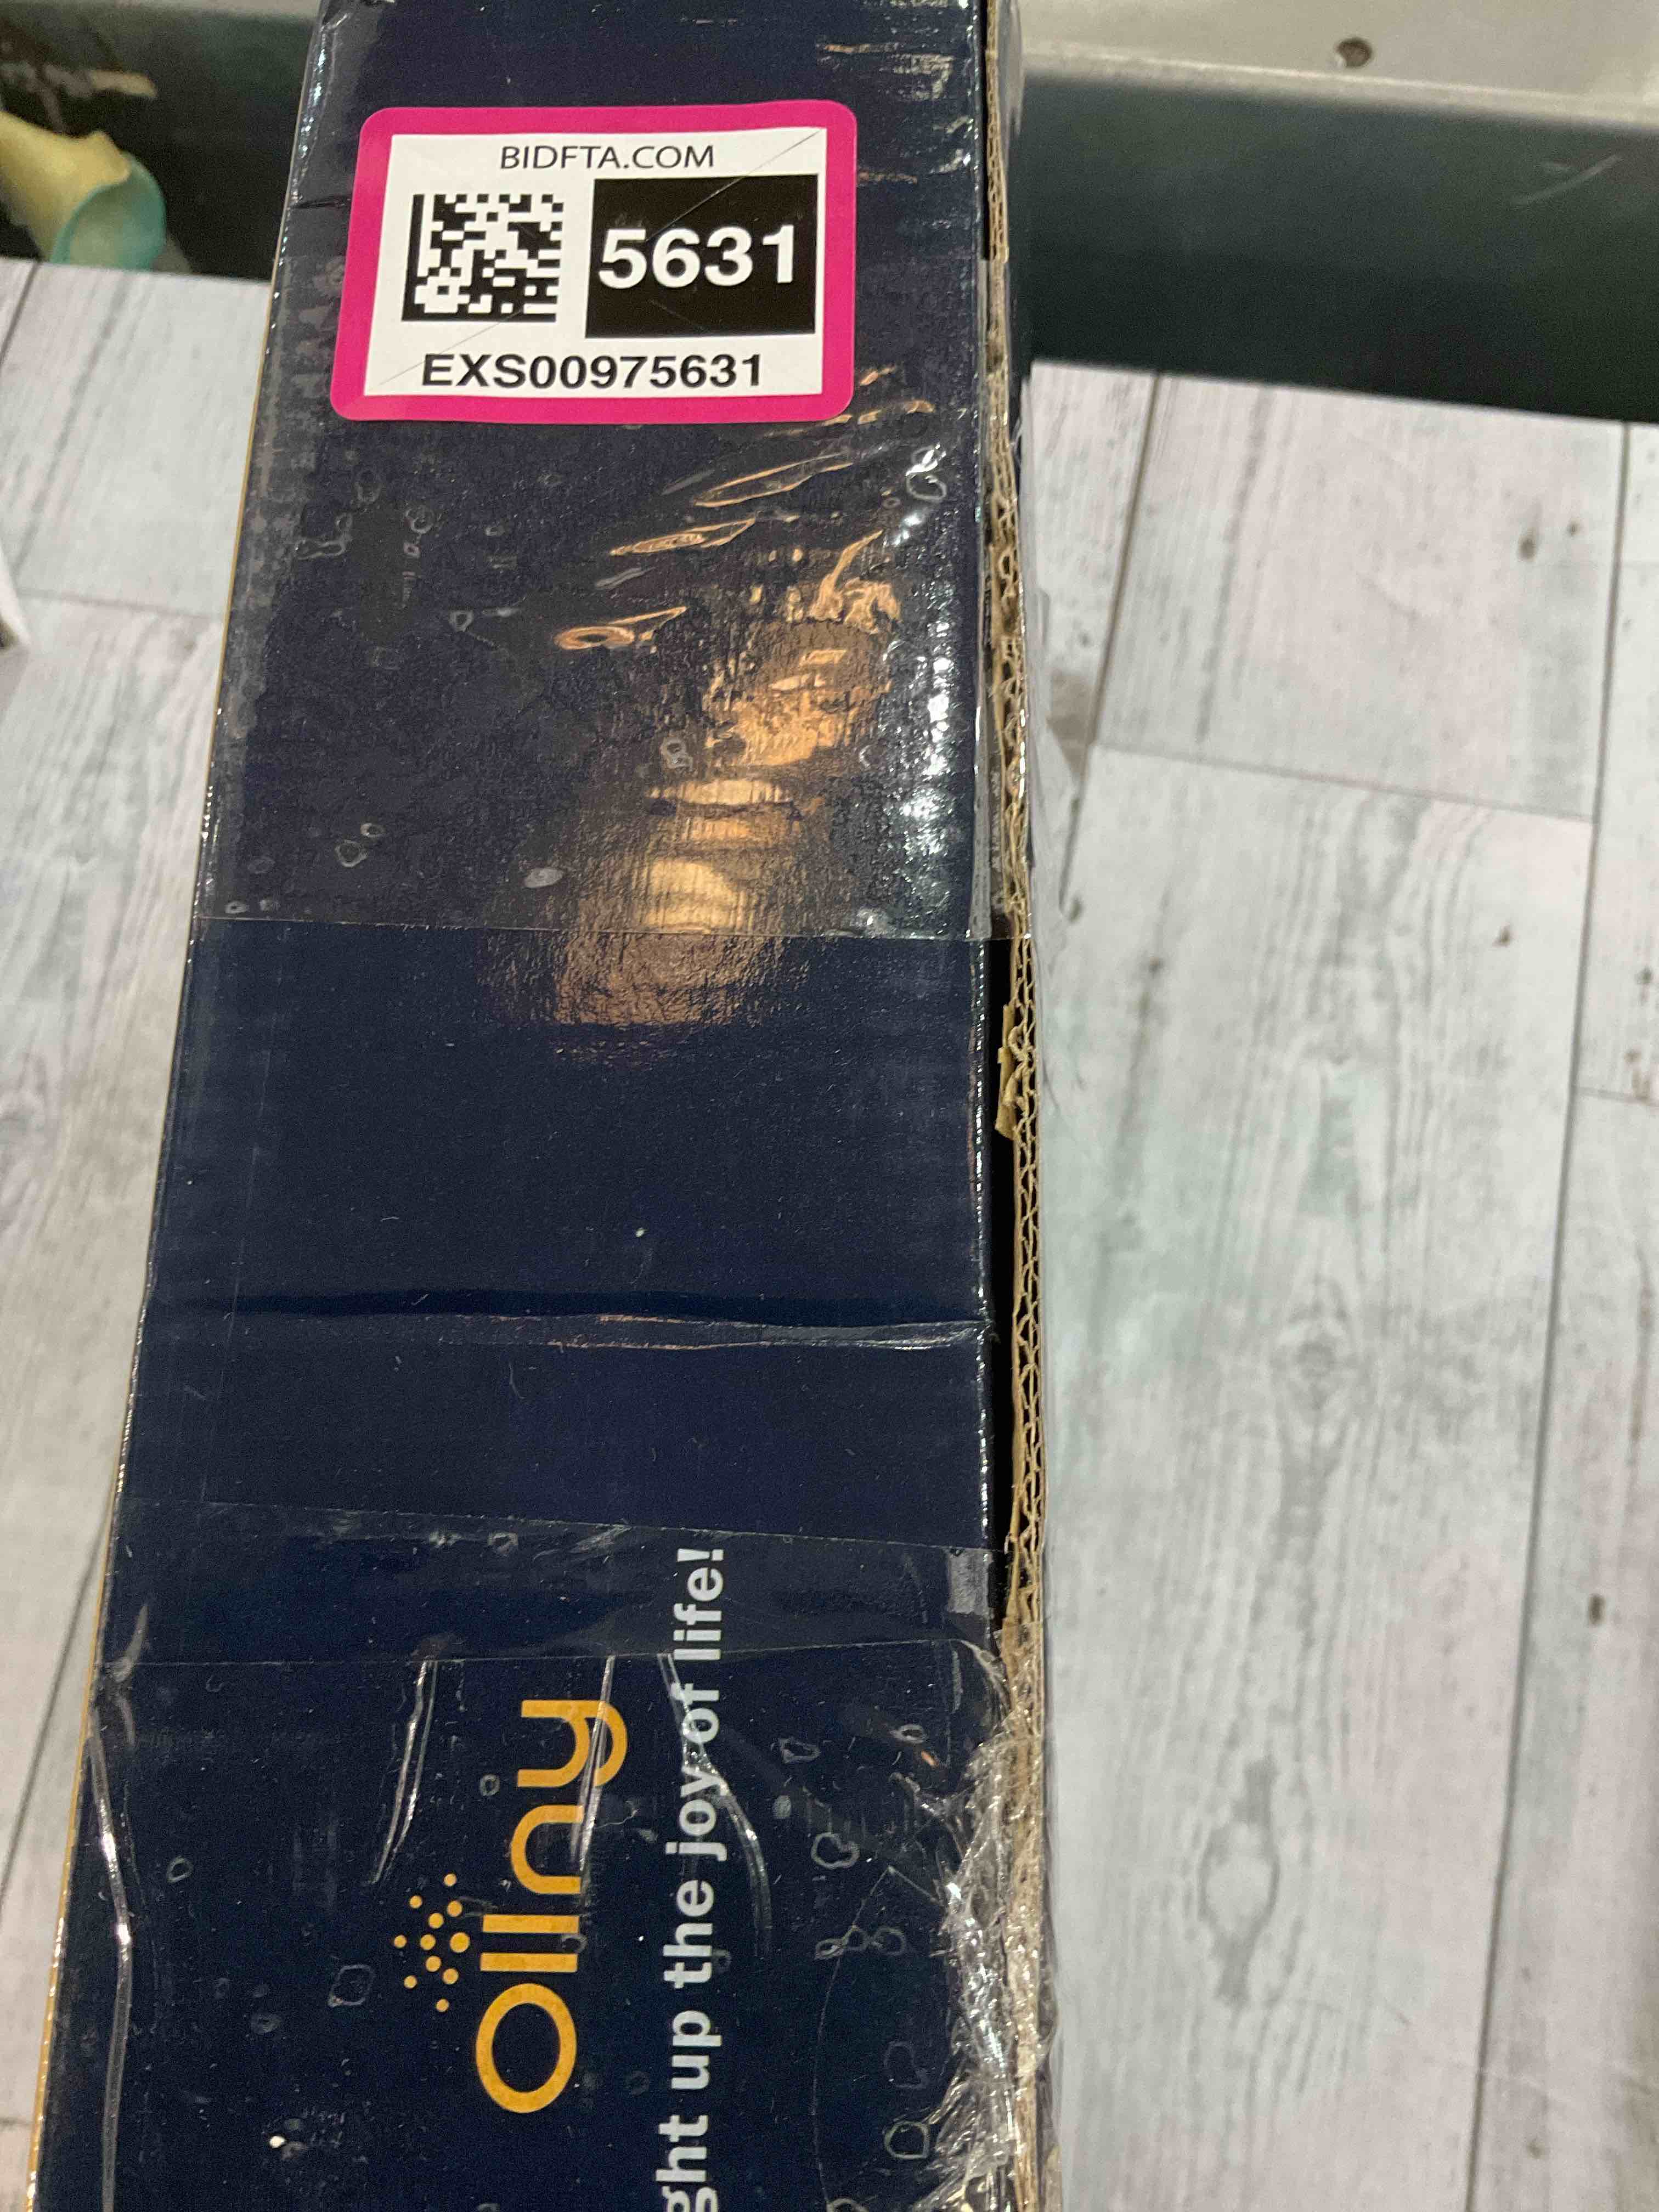 BIDFTA.COM
5631
EXS00975631
Ollny
ght up the joy of life!